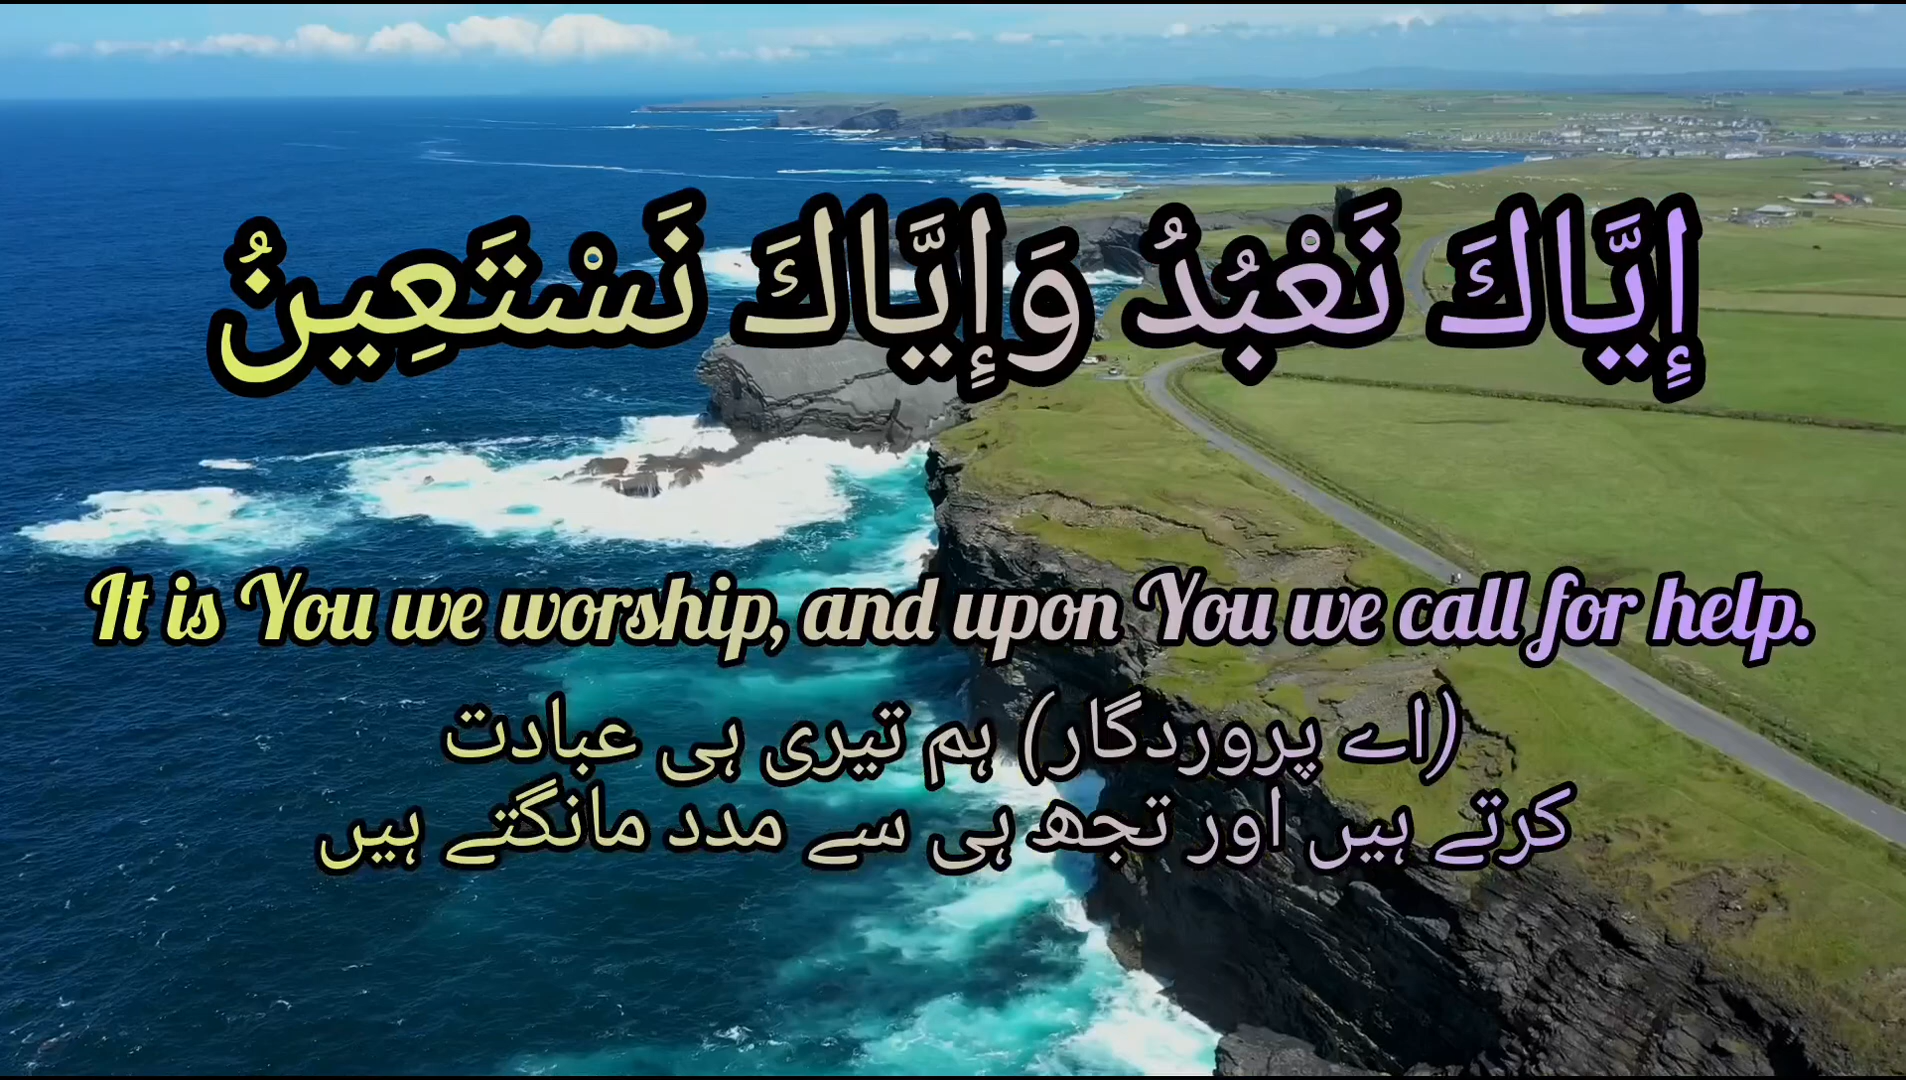 إِيَّاكَ نَعْبُدُ وَإِيَّاكَ نَسْتَعِينُ
It is You we worship, and upon You we call for help.
(اے پروردگار) ہم تیری ہی عبادت
کرتے ہیں اور تجھ ہی سے مدد مانگتے ہیں